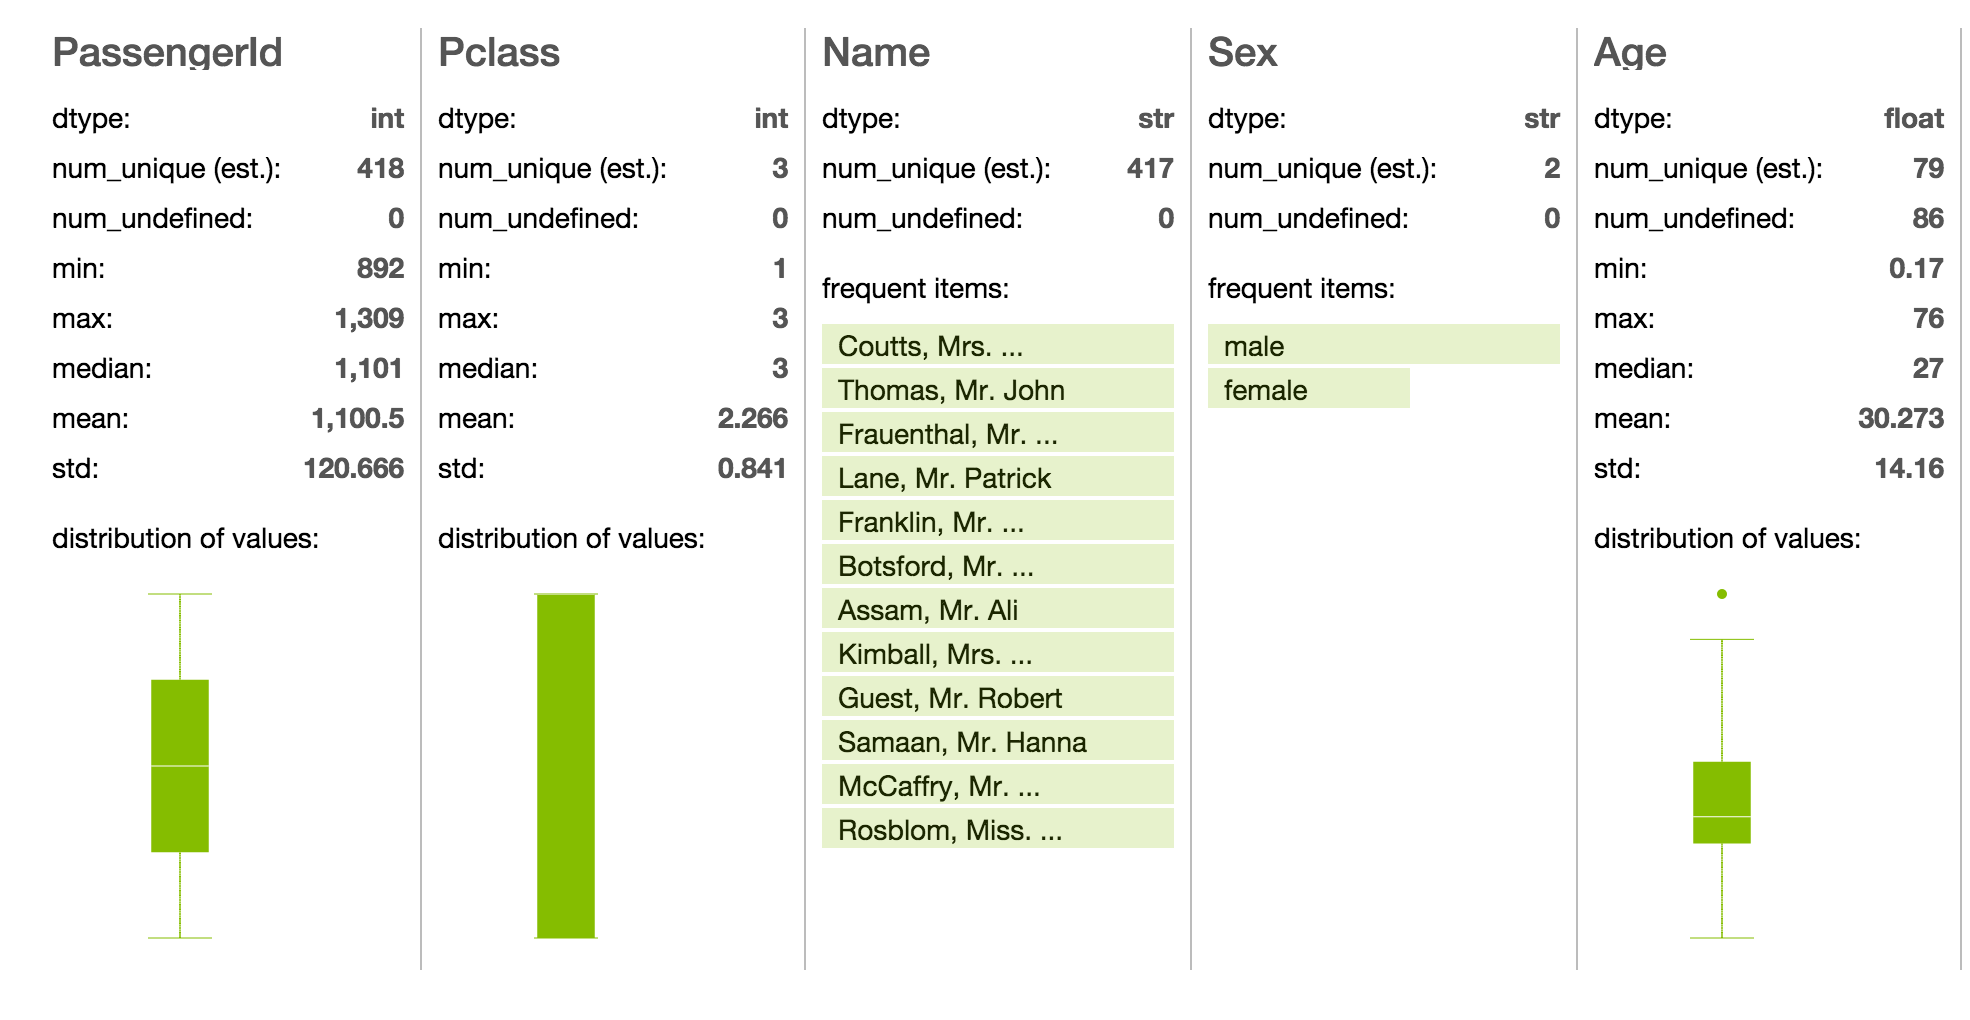 PassengerId
dtype: int
num_unique (est.): 418
num_undefined: 0
min: 892
max: 1,309
median: 1,101
mean: 1,100.5
std: 120.666
distribution of values:
Pclass
dtype: int
num_unique (est.): 3
num_undefined: 0
min: 1
max: 3
median: 3
mean: 2.266
std: 0.841
distribution of values:
Name
dtype: str
num_unique (est.): 417
num_undefined: 0
frequent items:
Coutts, Mrs. ...
Thomas, Mr. John
Frauenthal, Mr. ...
Lane, Mr. Patrick
Franklin, Mr. ...
Botsford, Mr. ...
Assam, Mr. Ali
Kimball, Mrs. ...
Guest, Mr. Robert
Samaan, Mr. Hanna
McCaffry, Mr. ...
Rosblom, Miss. ...
Sex
dtype: str
num_unique (est.): 2
num_undefined: 0
frequent items:
male
female
Age
dtype: float
num_unique (est.): 79
num_undefined: 86
min: 0.17
max: 76
median: 27
mean: 30.273
std: 14.16
distribution of values: